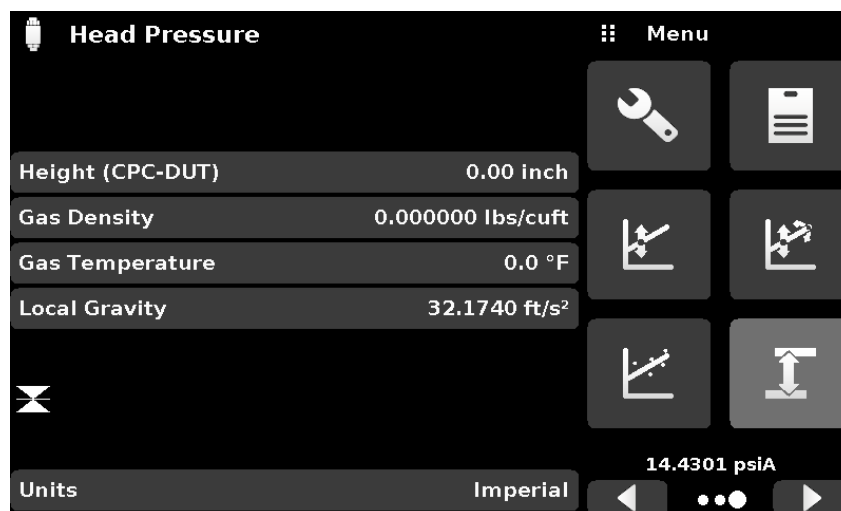 Head Pressure
Menu
Height (CPC-DUT) 0.00 inch
Gas Density 0.000000 lbs/cuft
Gas Temperature 0.0 °F
Local Gravity 32.1740 ft/s²
14.4301 psiA
Units Imperial